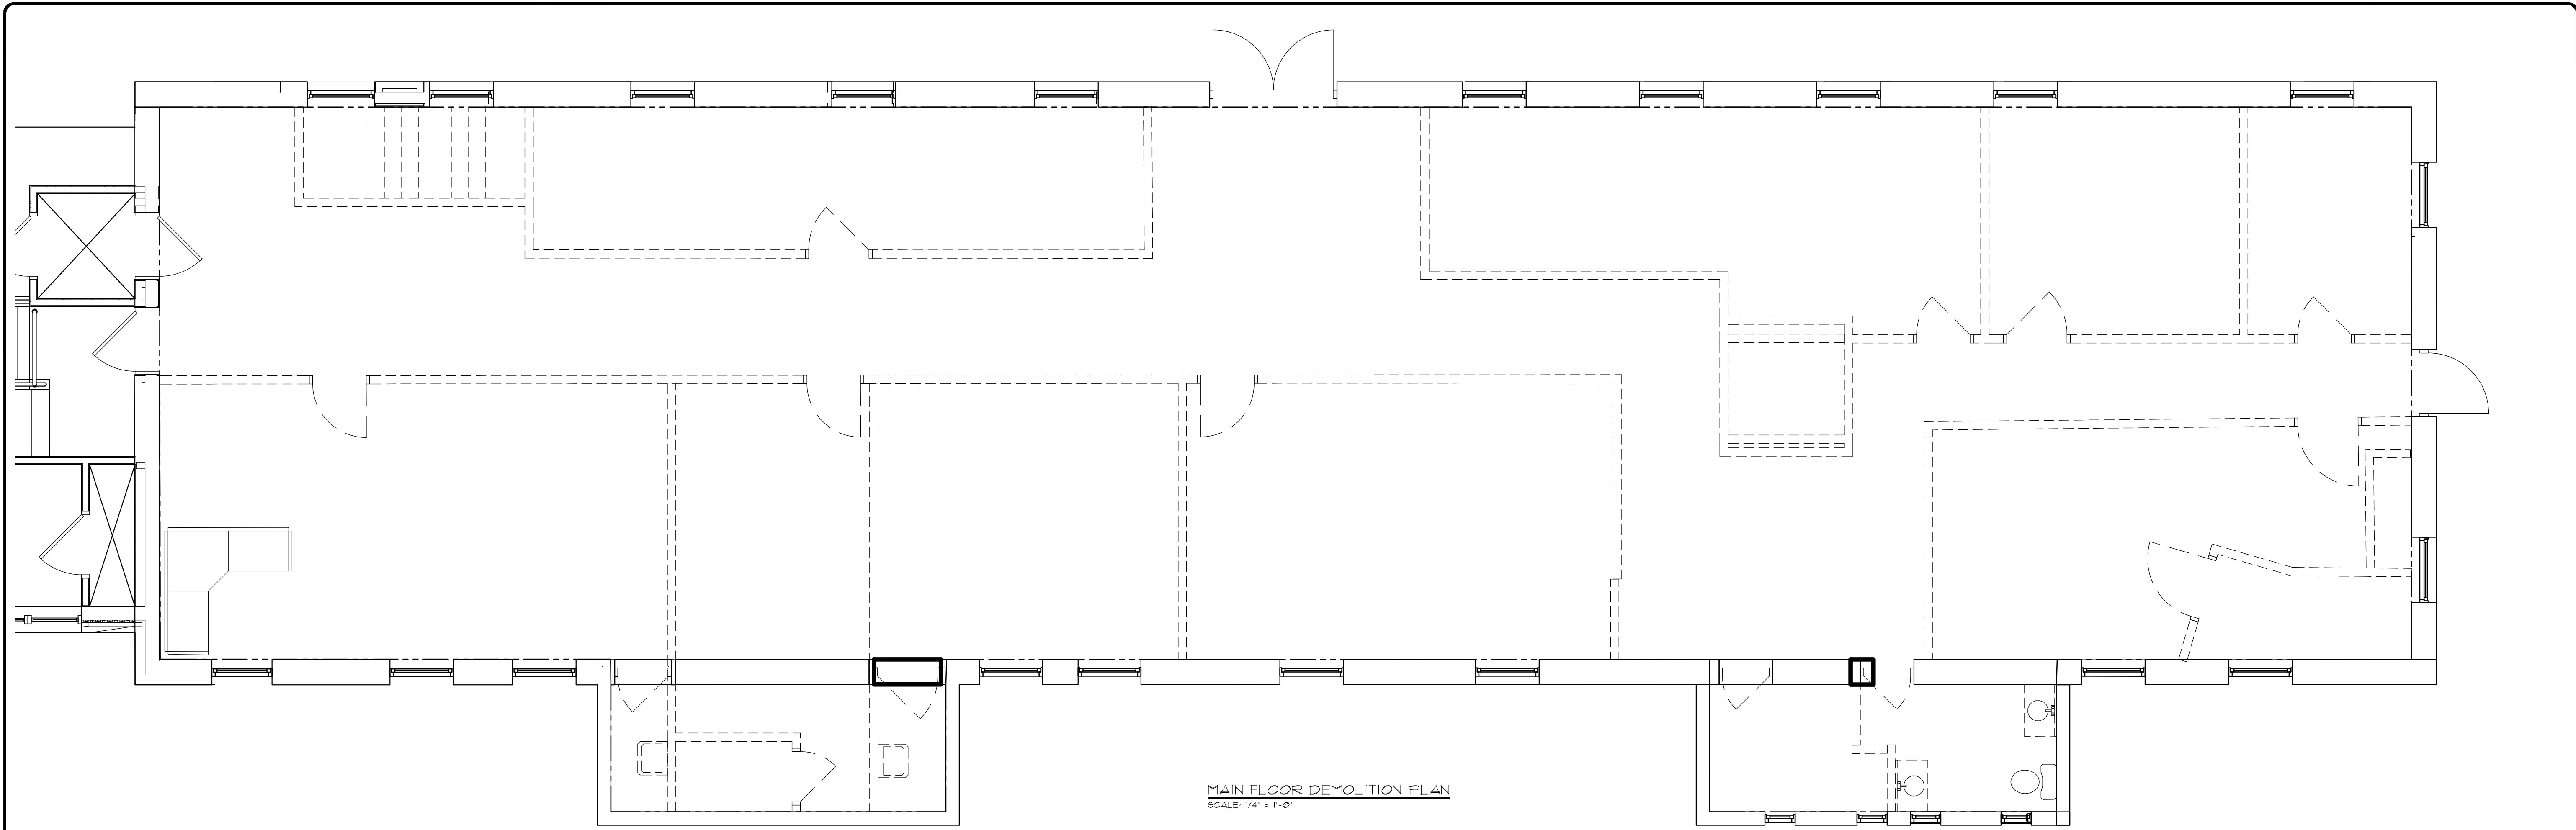 MAIN FLOOR DEMOLITION PLAN
SCALE: 1/4" = 1'-0"